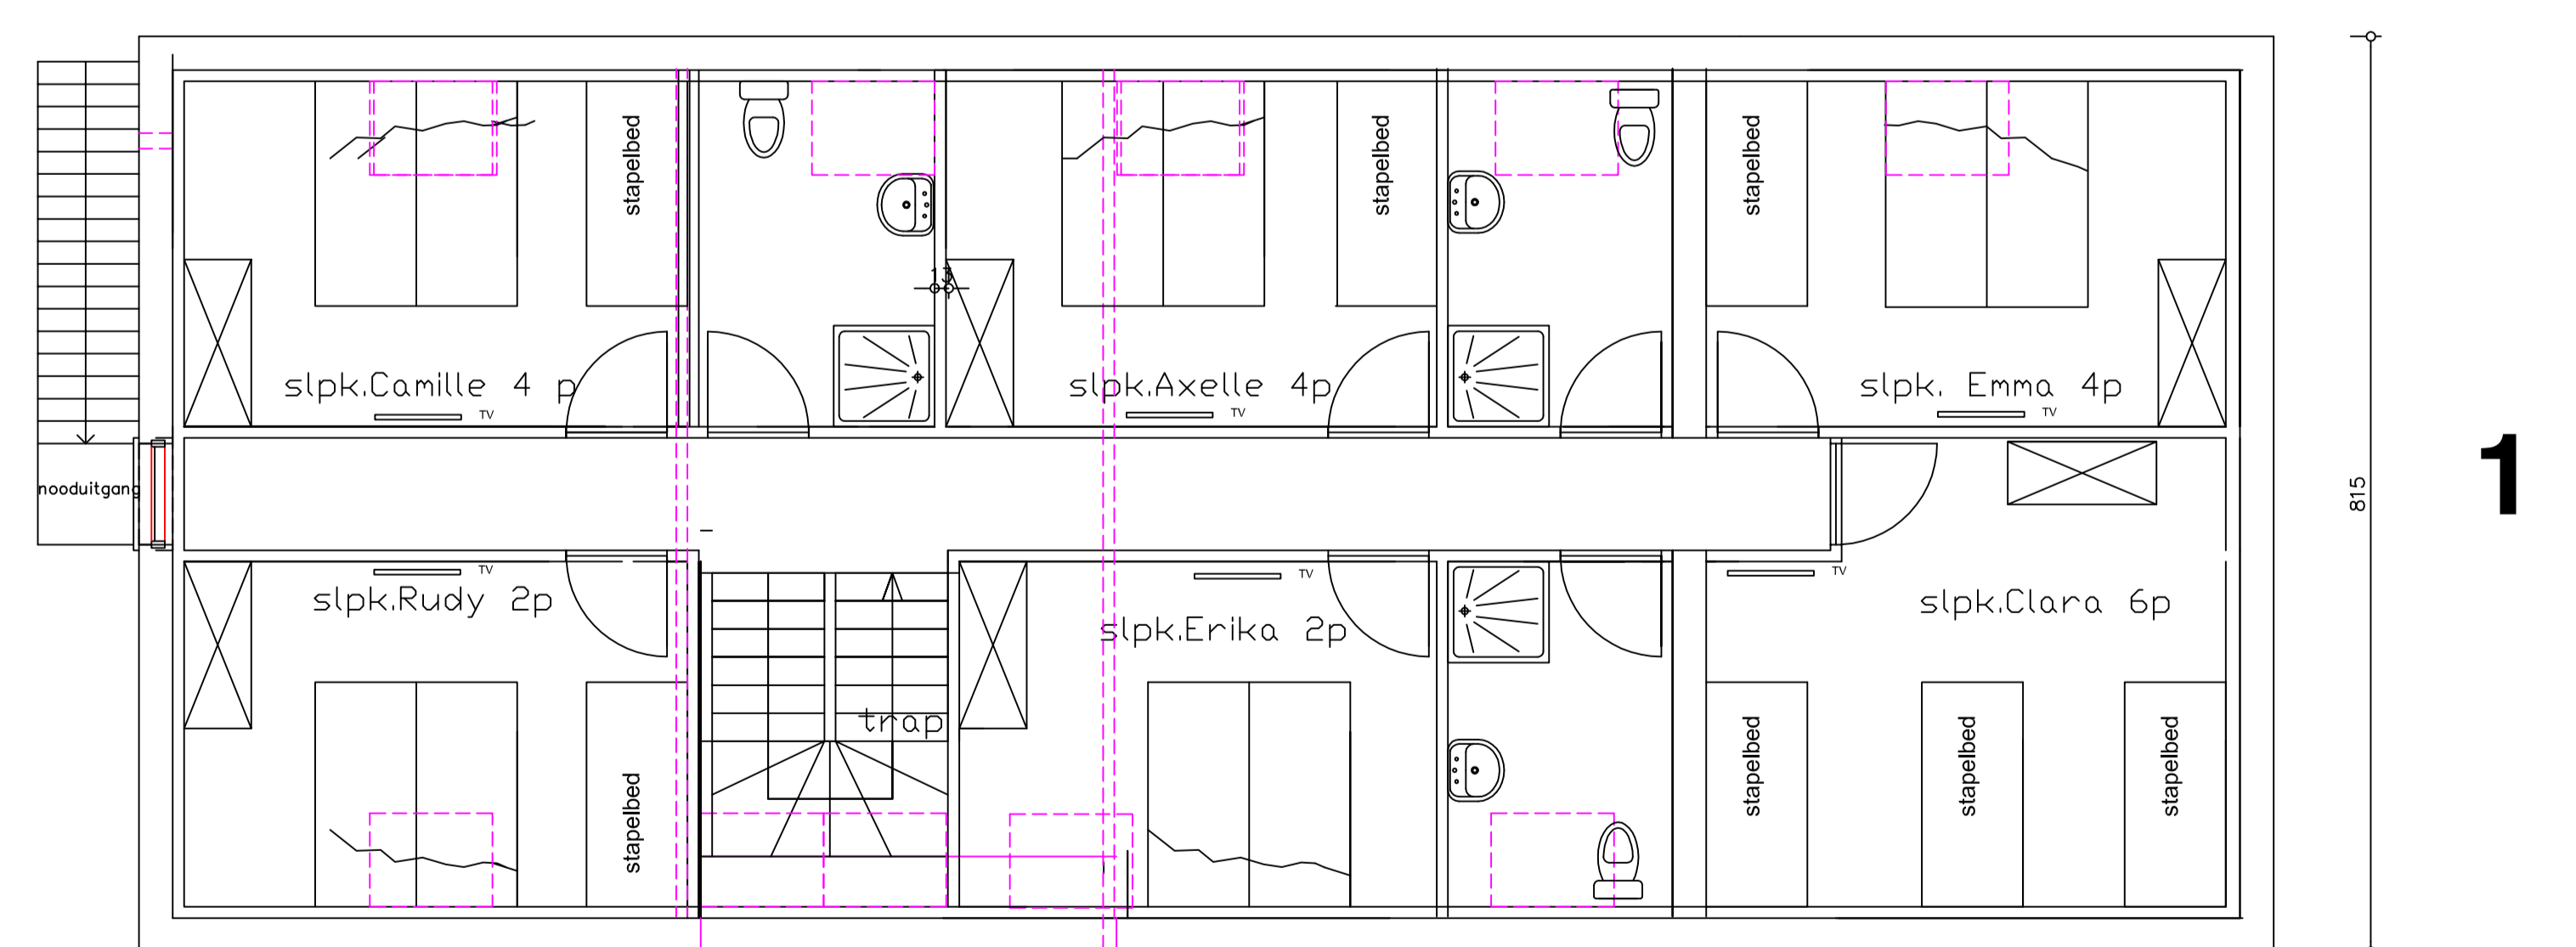 stapelbed
stapelbed
stapelbed
13
slpk.Camille 4 p
TV
slpk.Axelle 4p
TV
slpk. Emma 4p
TV
nooduitgang
815
1
TV
slpk.Rudy 2p
TV
slpk.Erika 2p
TV
slpk.Clara 6p
trap
stapelbed
stapelbed
stapelbed
stapelbed